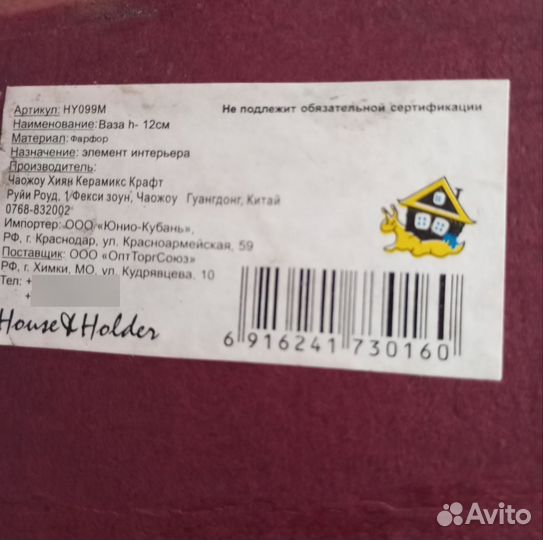 Артикул: HY099M
Не подлежит обязательной сертификации
Наименование: Ваза h- 12см
Материал: Фарфор
Назначение: элемент интерьера
Производитель:
Чаожоу Хиян Керамикс Крафт
Руйи Роуд, 1/Фекси зоун, Чаожоу Гуангдонг, Китай
0768-832002
Импортер: ООО «Юнио-Кубань»,
РФ, г. Краснодар, ул. Красноармейская, 59
Поставщик: ООО «ОптТоргСоюз»
РФ, г. Химки, МО, ул. Кудрявцева, 10
Тел: +
+
House & Holder
6 916241 730160
Avito